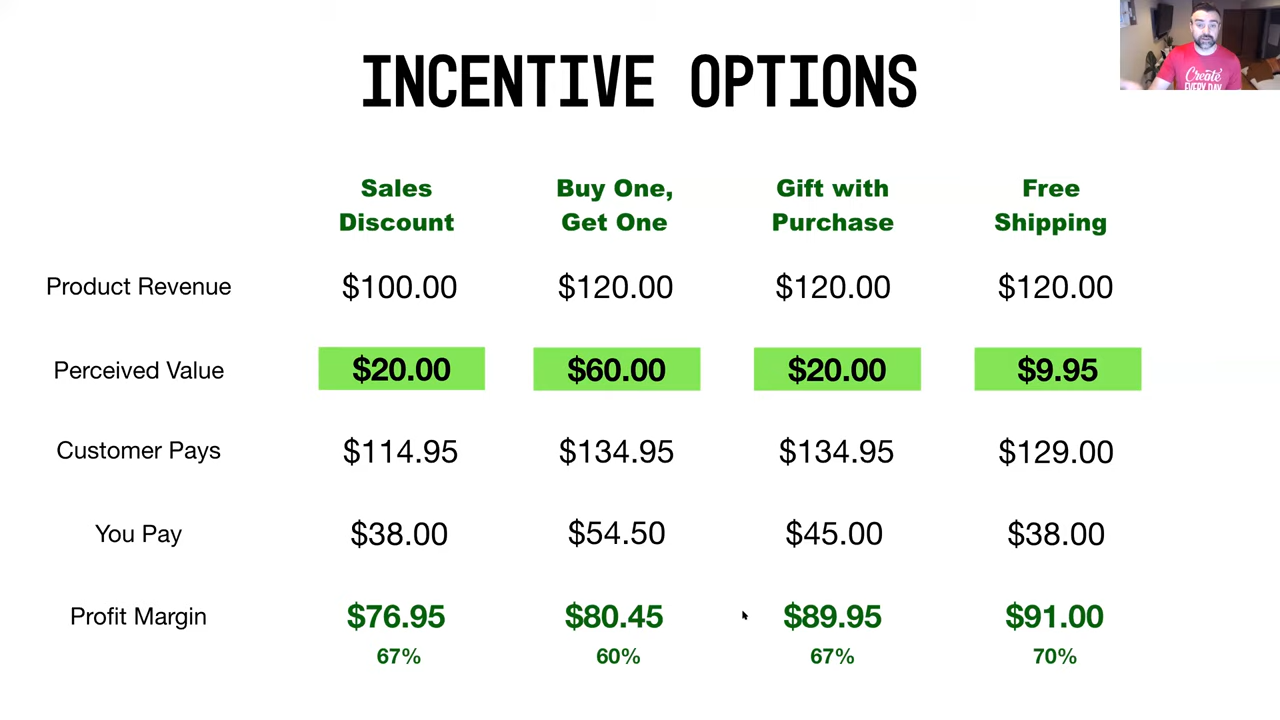 INCENTIVE OPTIONS
Create
EVERY DAY
Sales Discount
Buy One, Get One
Gift with Purchase
Free Shipping
Product Revenue $100.00 $120.00 $120.00 $120.00
Perceived Value $20.00 $60.00 $20.00 $9.95
Customer Pays $114.95 $134.95 $134.95 $129.00
You Pay $38.00 $54.50 $45.00 $38.00
Profit Margin $76.95 $80.45 $89.95 $91.00
67% 60% 67% 70%